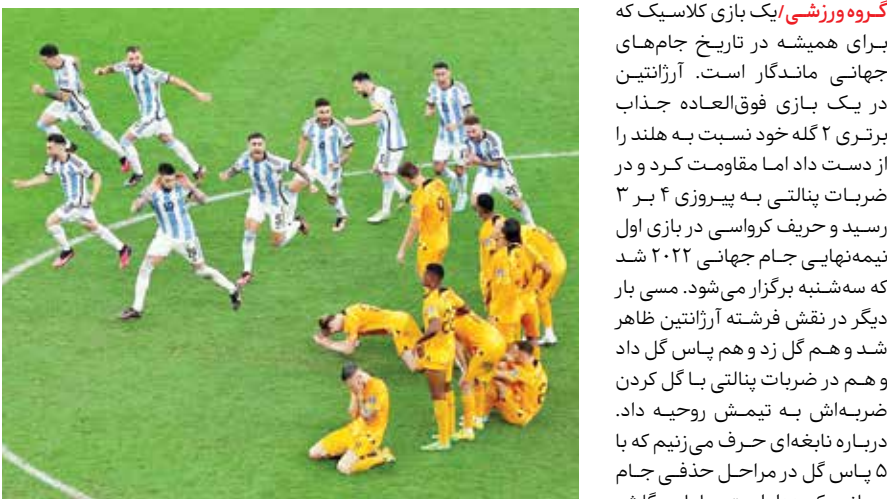 گروه ورزشی/یک بازی کلاسیک که
برای همیشه در تاریخ جام‌های
جهانی ماندگار است. آرژانتین
در یک بازی فوق‌العاده جذاب
برتری ۲ گله خود نسبت به هلند را
از دست داد اما مقاومت کرد و در
ضربات پنالتی به پیروزی ۴ بر ۳
رسید و حریف کرواسی در بازی اول
نیمه‌نهایی جام جهانی ۲۰۲۲ شد
که سه‌شنبه برگزار می‌شود. مسی بار
دیگر در نقش فرشته آرژانتین ظاهر
شد و هم گل زد و هم پاس گل داد
و هم در ضربات پنالتی با گل کردن
ضربه‌اش به تیمش روحیه داد.
درباره نابغه‌ای حرف می‌زنیم که با
۵ پاس گل در مراحل حذفی جام